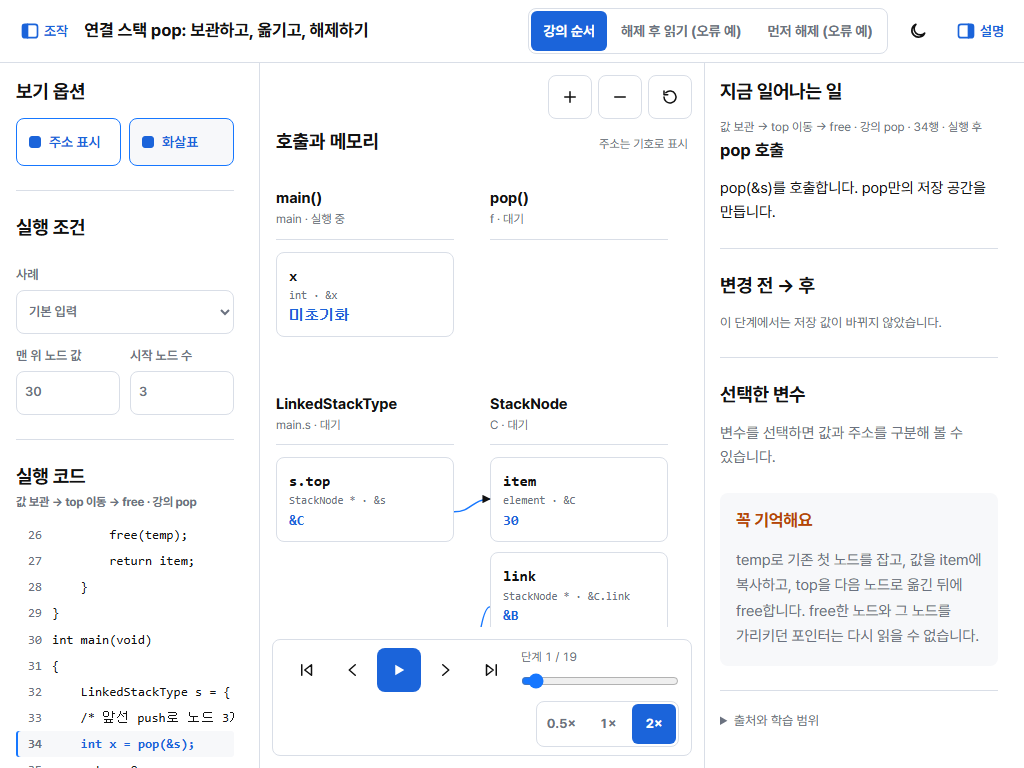 조작
연결 스택 pop: 보관하고, 옮기고, 해제하기
강의 순서
해제 후 읽기 (오류 예)
먼저 해제 (오류 예)
설명
보기 옵션
주소 표시
화살표
실행 조건
사례
기본 입력
맨 위 노드 값
시작 노드 수
30
3
실행 코드
값 보관 → top 이동 → free · 강의 pop
26 free(temp);
27 return item;
28 }
29 }
30 int main(void)
31 {
32 LinkedStackType s = {
33 /* 앞선 push로 노드 3
34 int x = pop(&s);
호출과 메모리
주소는 기호로 표시
main()
main · 실행 중
pop()
f · 대기
x
int · &x
미초기화
LinkedStackType
main.s · 대기
StackNode
C · 대기
s.top
StackNode * · &s
&C
item
element · &C
30
link
StackNode * · &C.link
&B
단계 1 / 19
0.5×
1×
2×
지금 일어나는 일
값 보관 → top 이동 → free · 강의 pop · 34행 · 실행 후
pop 호출
pop(&s)를 호출합니다. pop만의 저장 공간을
만듭니다.
변경 전 → 후
이 단계에서는 저장 값이 바뀌지 않았습니다.
선택한 변수
변수를 선택하면 값과 주소를 구분해 볼 수
있습니다.
꼭 기억해요
temp로 기존 첫 노드를 잡고, 값을 item에
복사하고, top을 다음 노드로 옮긴 뒤에
free합니다. free한 노드와 그 노드를
가리키던 포인터는 다시 읽을 수 없습니다.
출처와 학습 범위